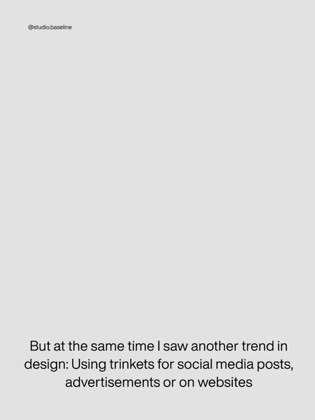 @studio.baseline
But at the same time I saw another trend in
design: Using trinkets for social media posts,
advertisements or on websites